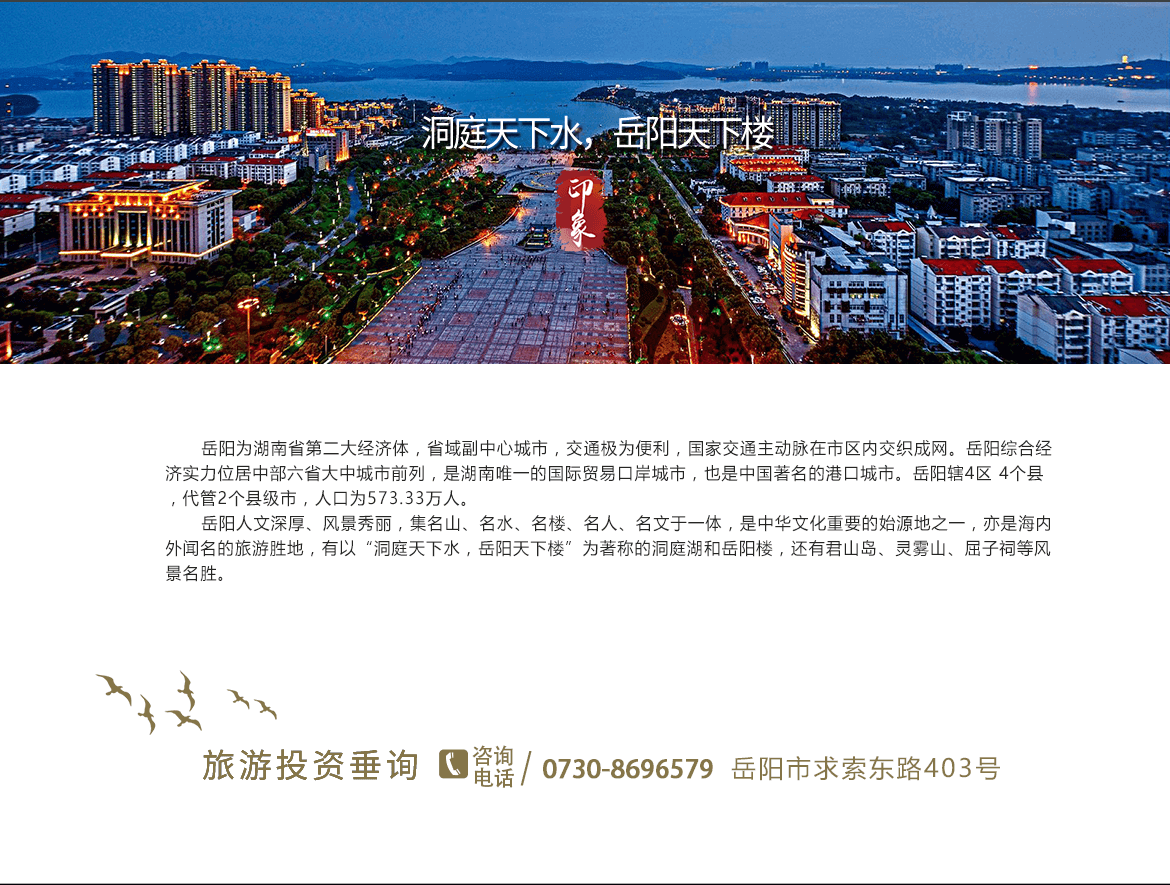 洞庭天下水，岳阳天下楼
印象
岳阳为湖南省第二大经济体，省域副中心城市，交通极为便利，国家交通主动脉在市区内交织成网。岳阳综合经
济实力位居中部六省大中城市前列，是湖南唯一的国际贸易口岸城市，也是中国著名的港口城市。岳阳辖4区 4个县
，代管2个县级市，人口为573.33万人。
岳阳人文深厚、风景秀丽，集名山、名水、名楼、名人、名文于一体，是中华文化重要的始源地之一，亦是海内
外闻名的旅游胜地，有以“洞庭天下水，岳阳天下楼”为著称的洞庭湖和岳阳楼，还有君山岛、灵雾山、屈子祠等风
景名胜。
旅游投资垂询 咨询电话/ 0730-8696579 岳阳市求索东路403号